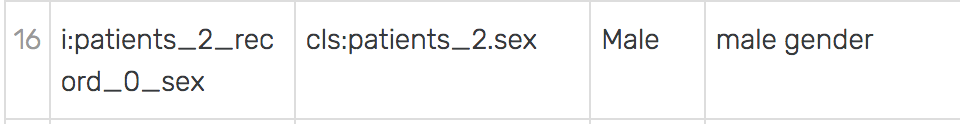 16 i:patients_2_rec cls:patients_2.sex Male male gender
ord_0_sex